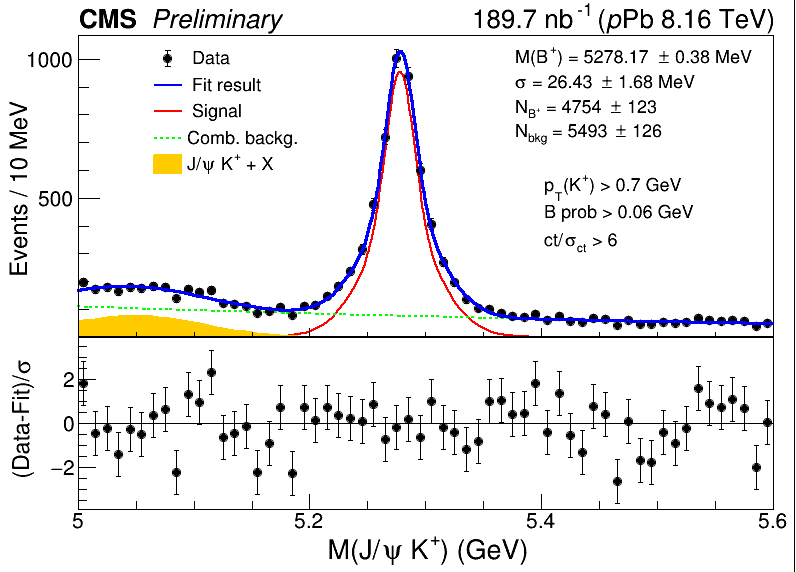 CMS Preliminary 189.7 nb⁻¹ (pPb 8.16 TeV)
1000
500
Events / 10 MeV
Data
Fit result
Signal
Comb. backg.
J/ψ K⁺ + X
M(B⁺) = 5278.17 ± 0.38 MeV
σ = 26.43 ± 1.68 MeV
N_B⁺ = 4754 ± 123
N_bkg = 5493 ± 126
p_T(K⁺) > 0.7 GeV
B prob > 0.06 GeV
ct/σ_ct > 6
(Data-Fit)/σ
2
0
−2
5 5.2 5.4 5.6
M(J/ψ K⁺) (GeV)